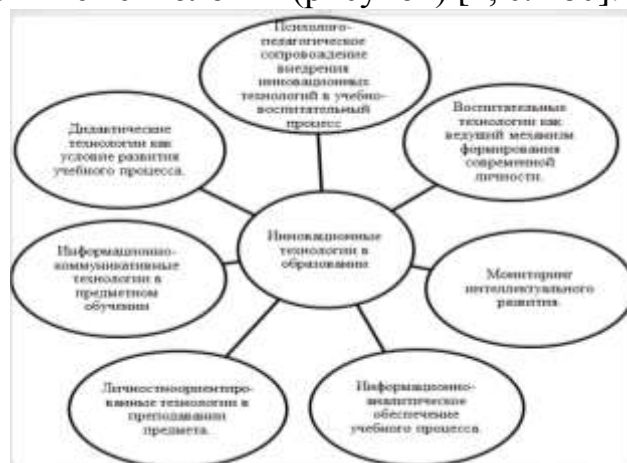 Психолого-
педагогическое
сопровождение
внедрения
инновационных
технологий в учебно-
воспитательный
процесс
Воспитательные
технологии как
ведущий механизм
формирования
современной
личности.
Дидактические
технологии как
условие развития
учебного процесса.
Инновационные
технологии в
образовании
Информационно-
коммуникативные
технологии в
предметном
обучении
Мониторинг
интеллектуального
развития.
Личностноориентиро-
ванные технологии в
преподавании
предмета.
Информационно-
аналитическое
обеспечение
учебного процесса.